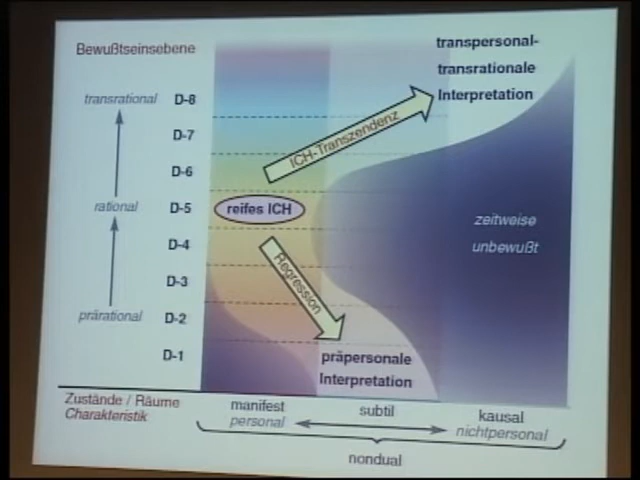 Bewußtseinsebene
transpersonal-
transrationale
Interpretation
transrational
D-8
D-7
ICH-Transzendenz
D-6
rational
D-5
reifes ICH
zeitweise
unbewußt
D-4
Regression
D-3
prärational
D-2
D-1
präpersonale
Interpretation
Zustände / Räume
Charakteristik
manifest
personal
subtil
kausal
nichtpersonal
nondual